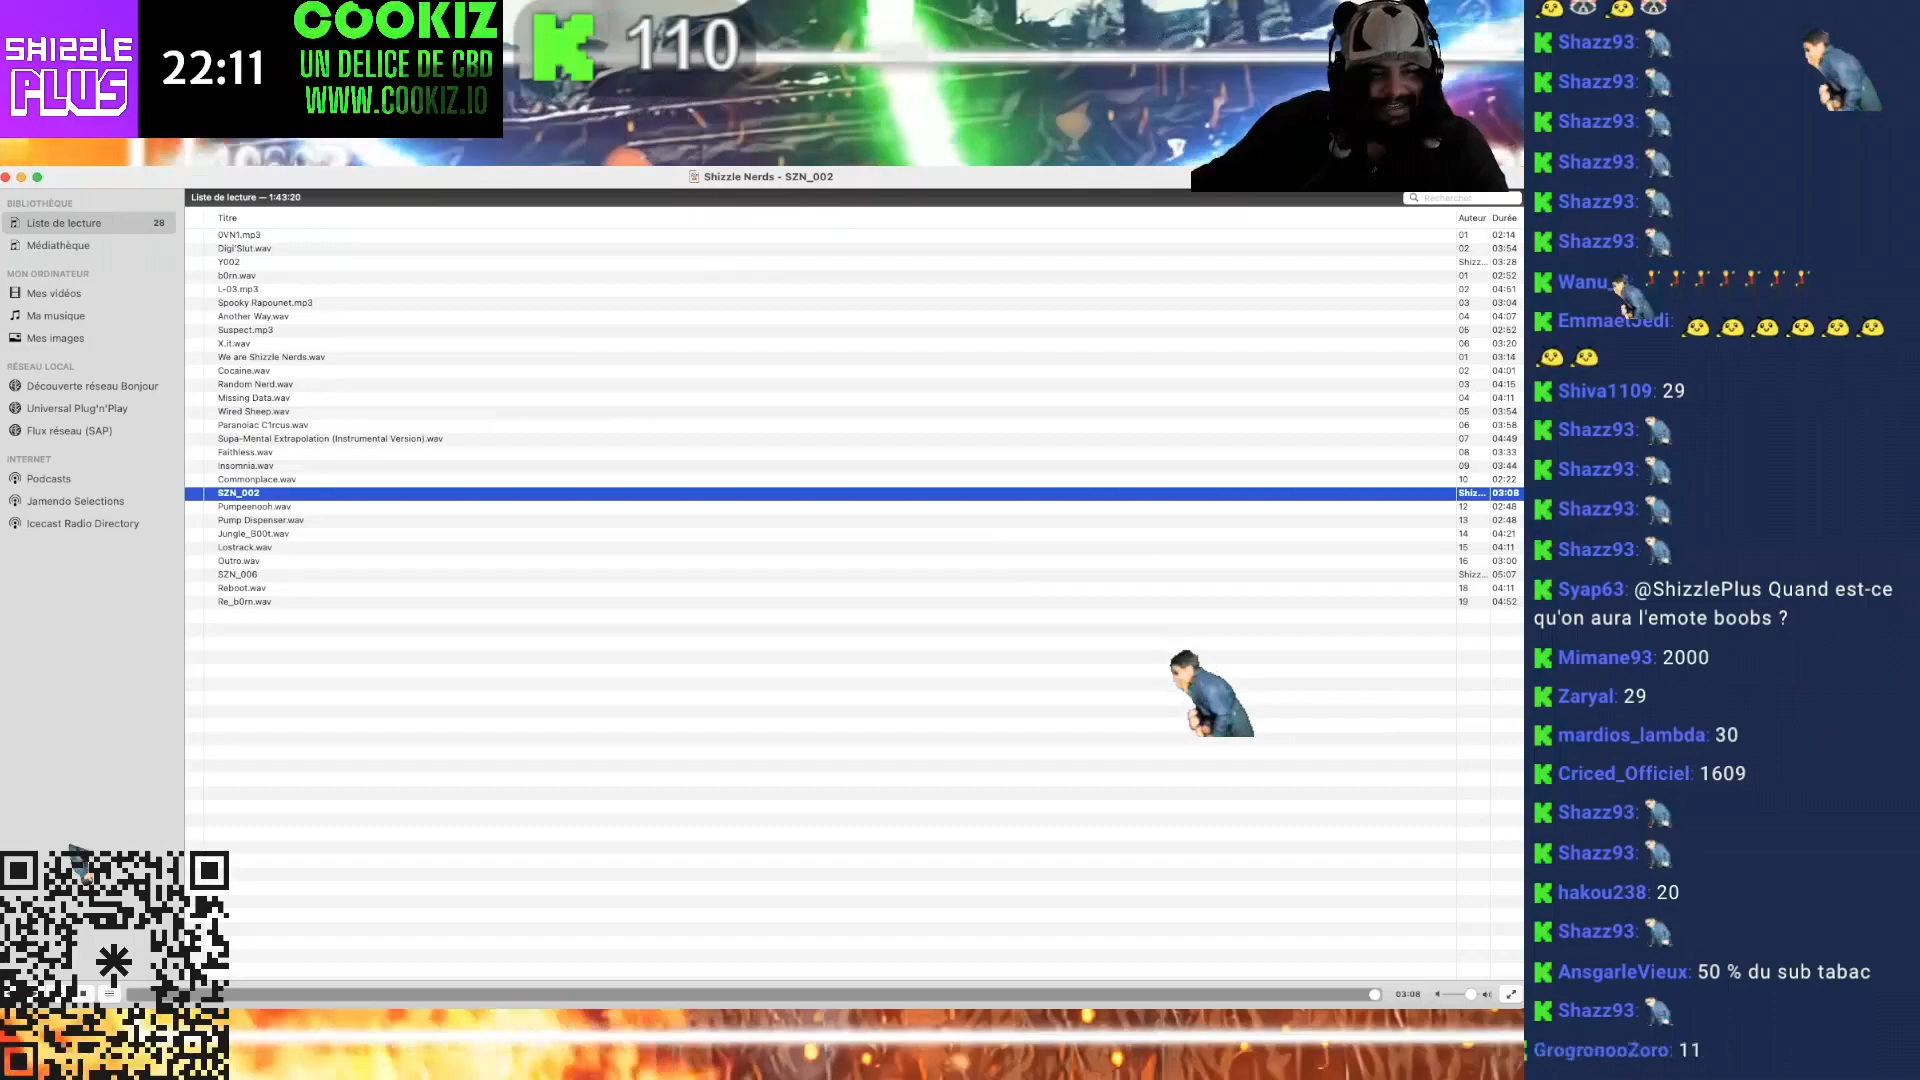 SHIZZLE
PLUS
22:11
COOKIZ
UN DELICE DE CBD
WWW.COOKIZ.IO
110
Shizzle Nerds - SZN_002
BIBLIOTHÈQUE
Liste de lecture 28
Médiathèque
MON ORDINATEUR
Mes vidéos
Ma musique
Mes images
RÉSEAU LOCAL
Découverte réseau Bonjour
Universal Plug'n'Play
Flux réseau (SAP)
INTERNET
Podcasts
Jamendo Selections
Icecast Radio Directory
Liste de lecture — 1:43:20
Rechercher
Titre Auteur Durée
0VN1.mp3 01 02:14
Digi'Slut.wav 02 03:54
Y002 Shizz... 03:28
b0rn.wav 01 02:52
L-03.mp3 02 04:51
Spooky Rapounet.mp3 03 03:04
Another Way.wav 04 04:07
Suspect.mp3 05 02:52
X.it.wav 06 03:20
We are Shizzle Nerds.wav 01 03:14
Cocaine.wav 02 04:01
Random Nerd.wav 03 04:15
Missing Data.wav 04 04:11
Wired Sheep.wav 05 03:54
Paranoiac C1rcus.wav 06 03:58
Supa-Mental Extrapolation (Instrumental Version).wav 07 04:49
Faithless.wav 08 03:33
Insomnia.wav 09 03:44
Commonplace.wav 10 02:22
SZN_002 Shiz... 03:08
Pumpeenooh.wav 12 02:48
Pump Dispenser.wav 13 02:48
Jungle_B00t.wav 14 04:21
Lostrack.wav 15 04:11
Outro.wav 16 03:00
SZN_006 Shizz... 05:07
Reboot.wav 18 04:11
Re_b0rn.wav 19 04:52
03:08
Shazz93:
Shazz93:
Shazz93:
Shazz93:
Shazz93:
Shazz93:
Wanu_
EmmaetJedi:
Shiva1109: 29
Shazz93:
Shazz93:
Shazz93:
Shazz93:
Syap63: @ShizzlePlus Quand est-ce
qu'on aura l'emote boobs ?
Mimane93: 2000
Zaryal: 29
mardios_lambda: 30
Criced_Officiel: 1609
Shazz93:
Shazz93:
hakou238: 20
Shazz93:
AnsgarleVieux: 50 % du sub tabac
Shazz93:
GrogronooZoro: 11